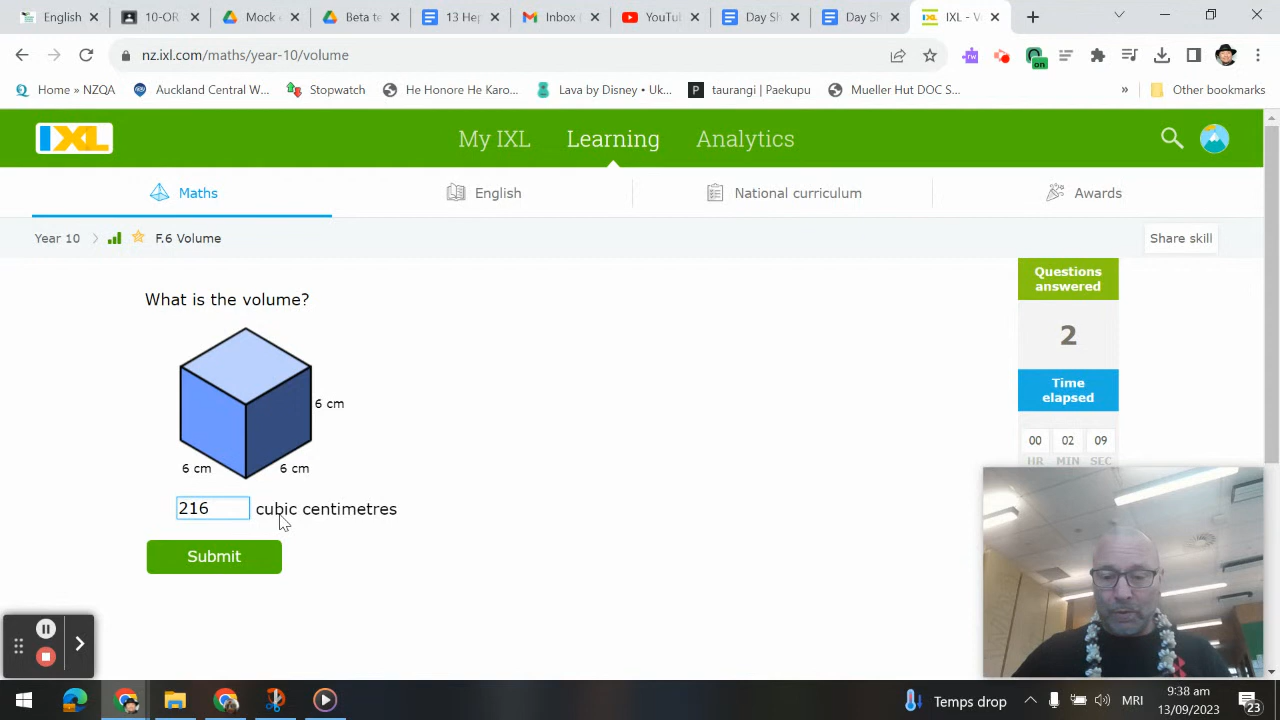 English
10-OR
Mock e
Beta te
13 Hep
Inbox (
YouTu
Day Sh
Day Sh
IXL - V
nz.ixl.com/maths/year-10/volume
on
Home » NZQA
Auckland Central W...
Stopwatch
He Honore He Karo...
Lava by Disney • Uk...
taurangi | Paekupu
Mueller Hut DOC S...
»
Other bookmarks
IXL
My IXL
Learning
Analytics
Maths
English
National curriculum
Awards
Year 10
F.6 Volume
Share skill
What is the volume?
6 cm
6 cm
6 cm
216 cubic centimetres
Submit
Questions
answered
2
Time
elapsed
00 02 09
HR MIN SEC
Temps drop
MRI
9:38 am
13/09/2023
23